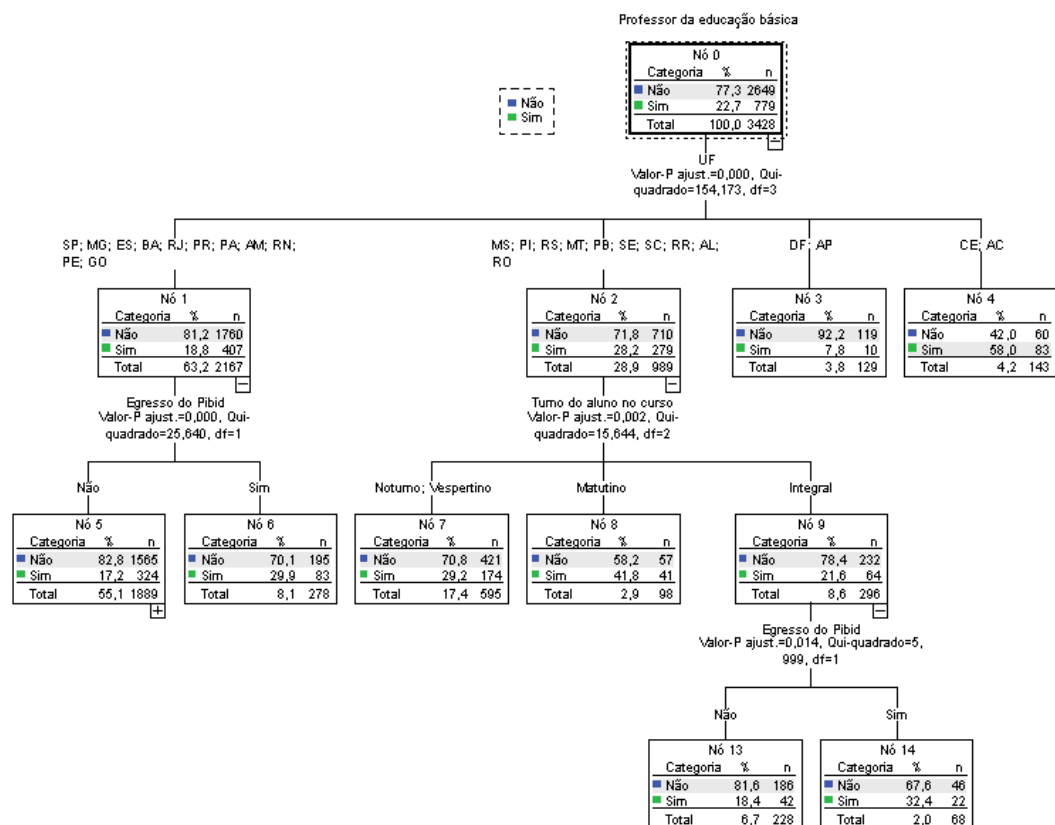 Professor da educação básica
Nó 0
Categoria % n
Não 77,3 2649
Sim 22,7 779
Total 100,0 3428
Não
Sim
UF
Valor-P ajust.=0,000, Qui-
quadrado=154,173, df=3
SP; MG; ES; BA; RJ; PR; PA; AM; RN;
PE; GO
MS; PI; RS; MT; PB; SE; SC; RR; AL;
RO
DF; AP
CE; AC
Nó 1
Categoria % n
Não 81,2 1760
Sim 18,8 407
Total 63,2 2167
Nó 2
Categoria % n
Não 71,8 710
Sim 28,2 279
Total 28,9 989
Nó 3
Categoria % n
Não 92,2 119
Sim 7,8 10
Total 3,8 129
Nó 4
Categoria % n
Não 42,0 60
Sim 58,0 83
Total 4,2 143
Egresso do Pibid
Valor-P ajust.=0,000, Qui-
quadrado=25,640, df=1
Turno do aluno no curso
Valor-P ajust.=0,002, Qui-
quadrado=15,644, df=2
Não
Sim
Noturno; Vespertino
Matutino
Integral
Nó 5
Categoria % n
Não 82,8 1565
Sim 17,2 324
Total 55,1 1889
Nó 6
Categoria % n
Não 70,1 195
Sim 29,9 83
Total 8,1 278
Nó 7
Categoria % n
Não 70,8 421
Sim 29,2 174
Total 17,4 595
Nó 8
Categoria % n
Não 58,2 57
Sim 41,8 41
Total 2,9 98
Nó 9
Categoria % n
Não 78,4 232
Sim 21,6 64
Total 8,6 296
Egresso do Pibid
Valor-P ajust.=0,014, Qui-quadrado=5,
999, df=1
Não
Sim
Nó 13
Categoria % n
Não 81,6 186
Sim 18,4 42
Total 6,7 228
Nó 14
Categoria % n
Não 67,6 46
Sim 32,4 22
Total 2,0 68